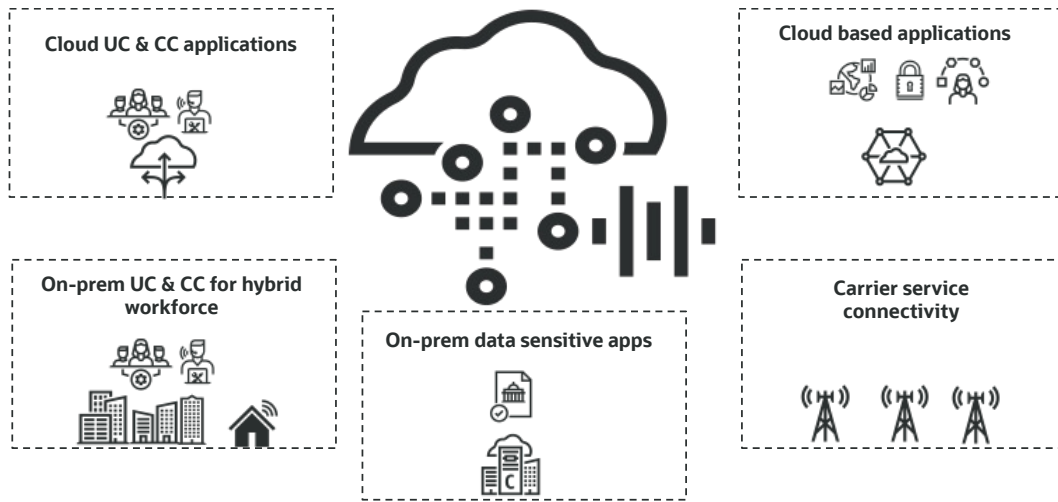 Cloud UC & CC applications
Cloud based applications
On-prem UC & CC for hybrid
workforce
On-prem data sensitive apps
C
Carrier service
connectivity